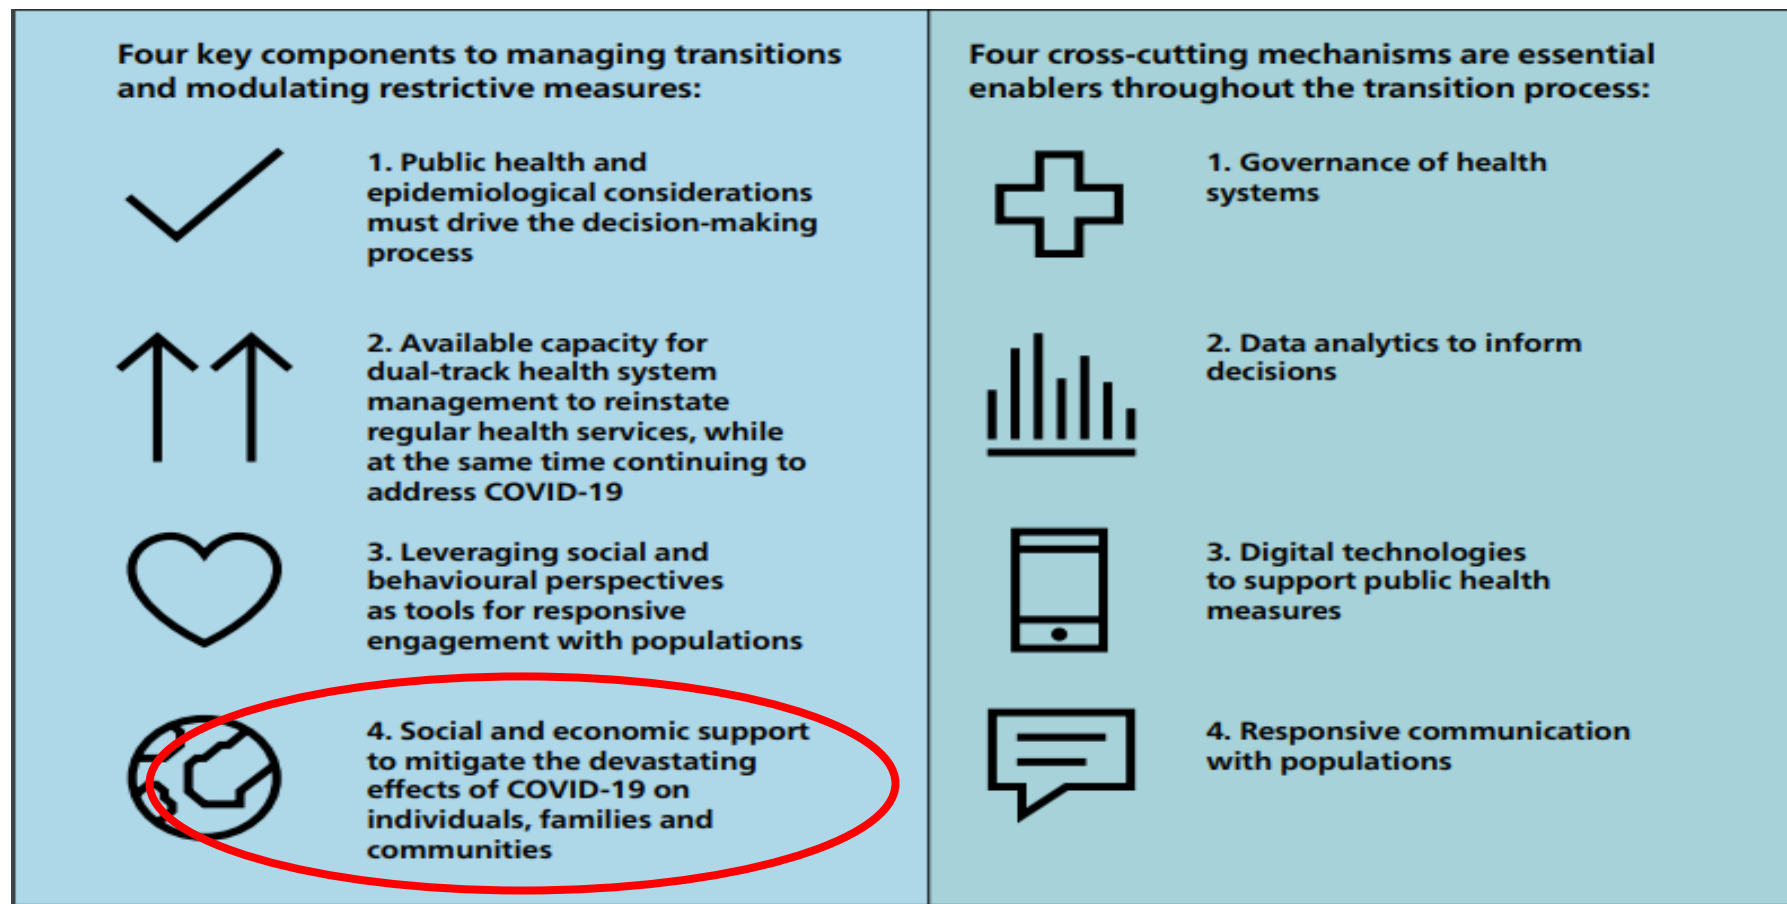 Four key components to managing transitions
and modulating restrictive measures:
1. Public health and
epidemiological considerations
must drive the decision-making
process
2. Available capacity for
dual-track health system
management to reinstate
regular health services, while
at the same time continuing to
address COVID-19
3. Leveraging social and
behavioural perspectives
as tools for responsive
engagement with populations
4. Social and economic support
to mitigate the devastating
effects of COVID-19 on
individuals, families and
communities
Four cross-cutting mechanisms are essential
enablers throughout the transition process:
1. Governance of health
systems
2. Data analytics to inform
decisions
3. Digital technologies
to support public health
measures
4. Responsive communication
with populations